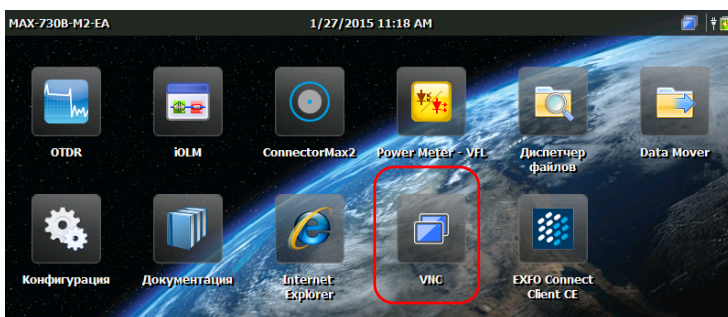 MAX-730B-M2-EA 1/27/2015 11:18 AM
OTDR iOLM ConnectorMax2 Power Meter - VFL Диспетчер файлов Data Mover
Конфигурация Документация Internet Explorer VNC EXFO Connect Client CE